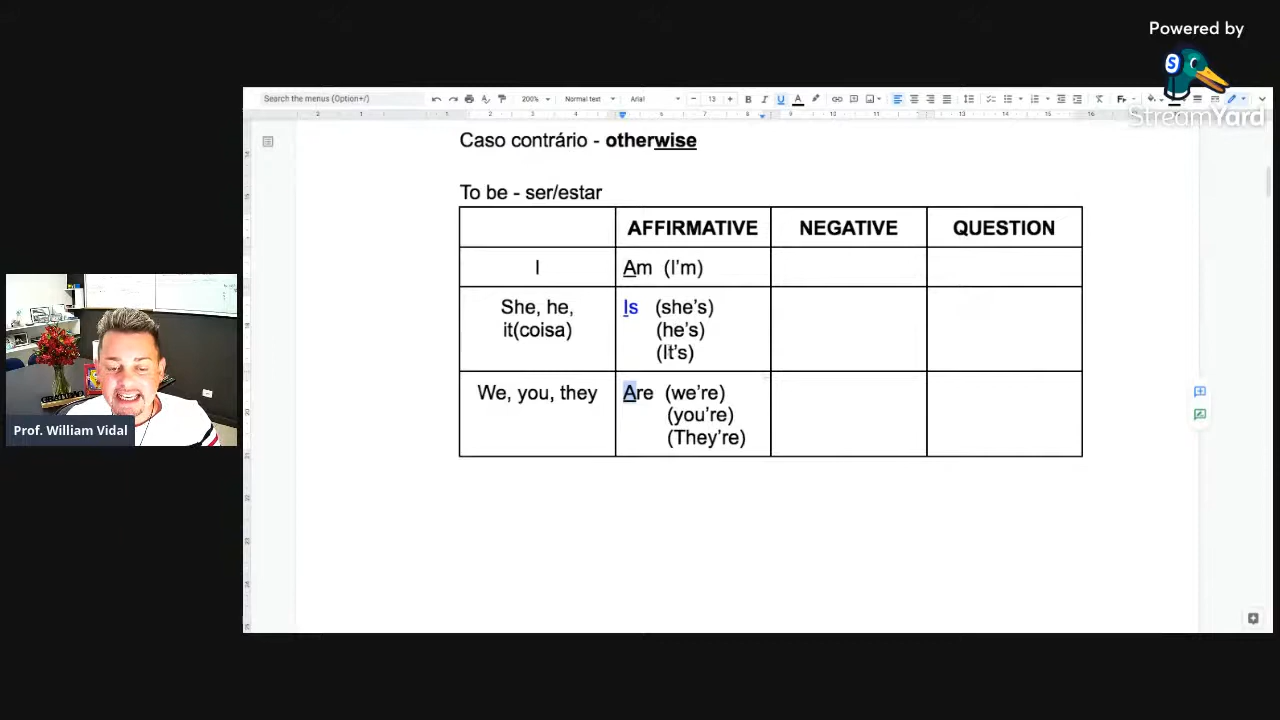 Powered by
StreamYard
Search the menus (Option+/)
200%
Normal text
Arial
13
Caso contrário - otherwise
To be - ser/estar
AFFIRMATIVE NEGATIVE QUESTION
I Am (I'm)
She, he, Is (she's)
it(coisa) (he's)
(It's)
We, you, they Are (we're)
(you're)
(They're)
Prof. William Vidal